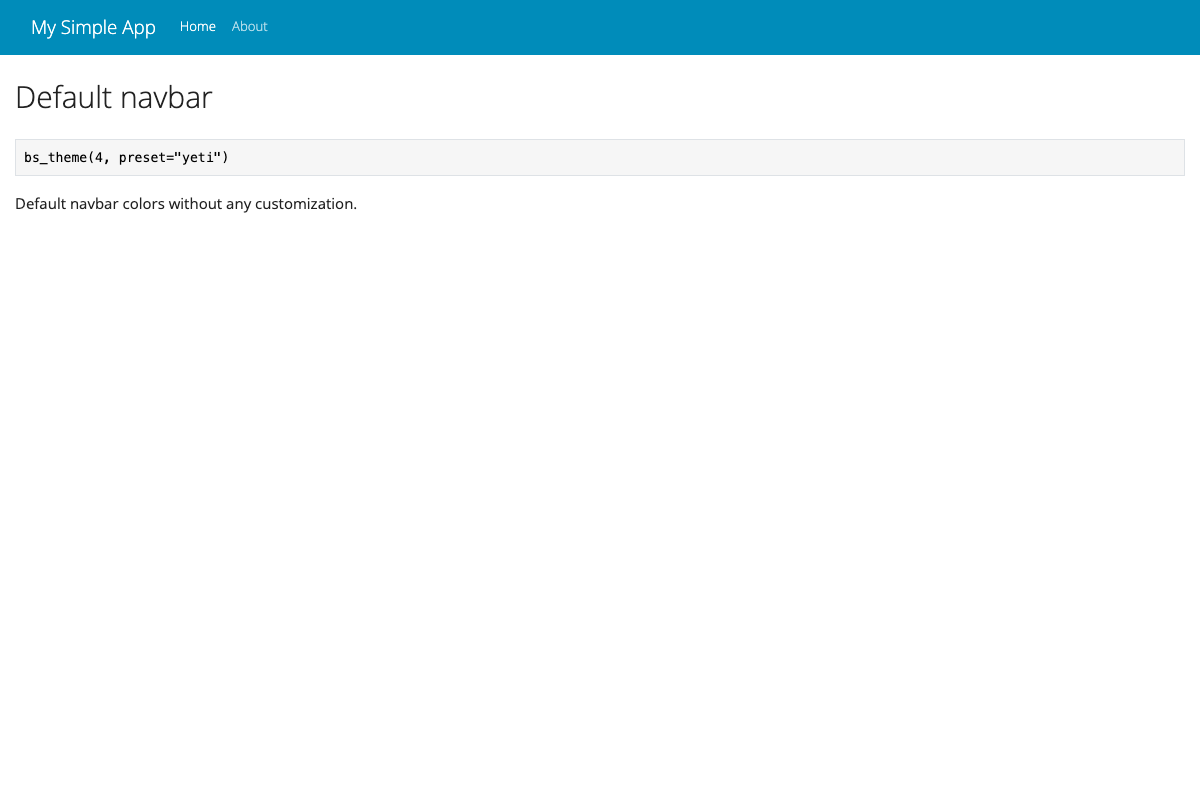 My Simple App Home About
Default navbar
bs_theme(4, preset="yeti")
Default navbar colors without any customization.